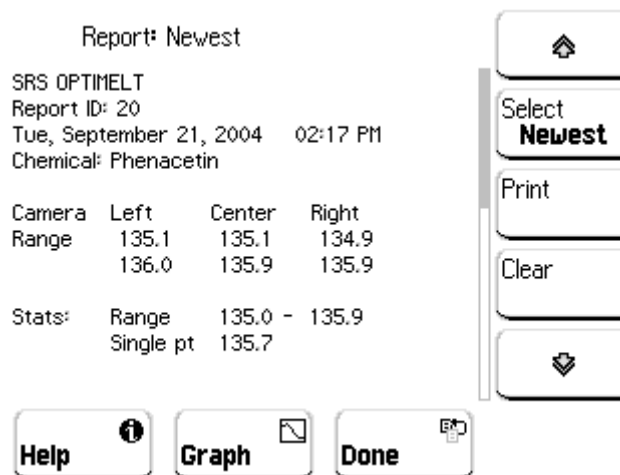 Report: Newest
SRS OPTIMELT
Report ID: 20
Tue, September 21, 2004 02:17 PM
Chemical: Phenacetin
Camera Left Center Right
Range 135.1 135.1 134.9
136.0 135.9 135.9
Stats: Range 135.0 - 135.9
Single pt 135.7
Select
Newest
Print
Clear
Help
Graph
Done